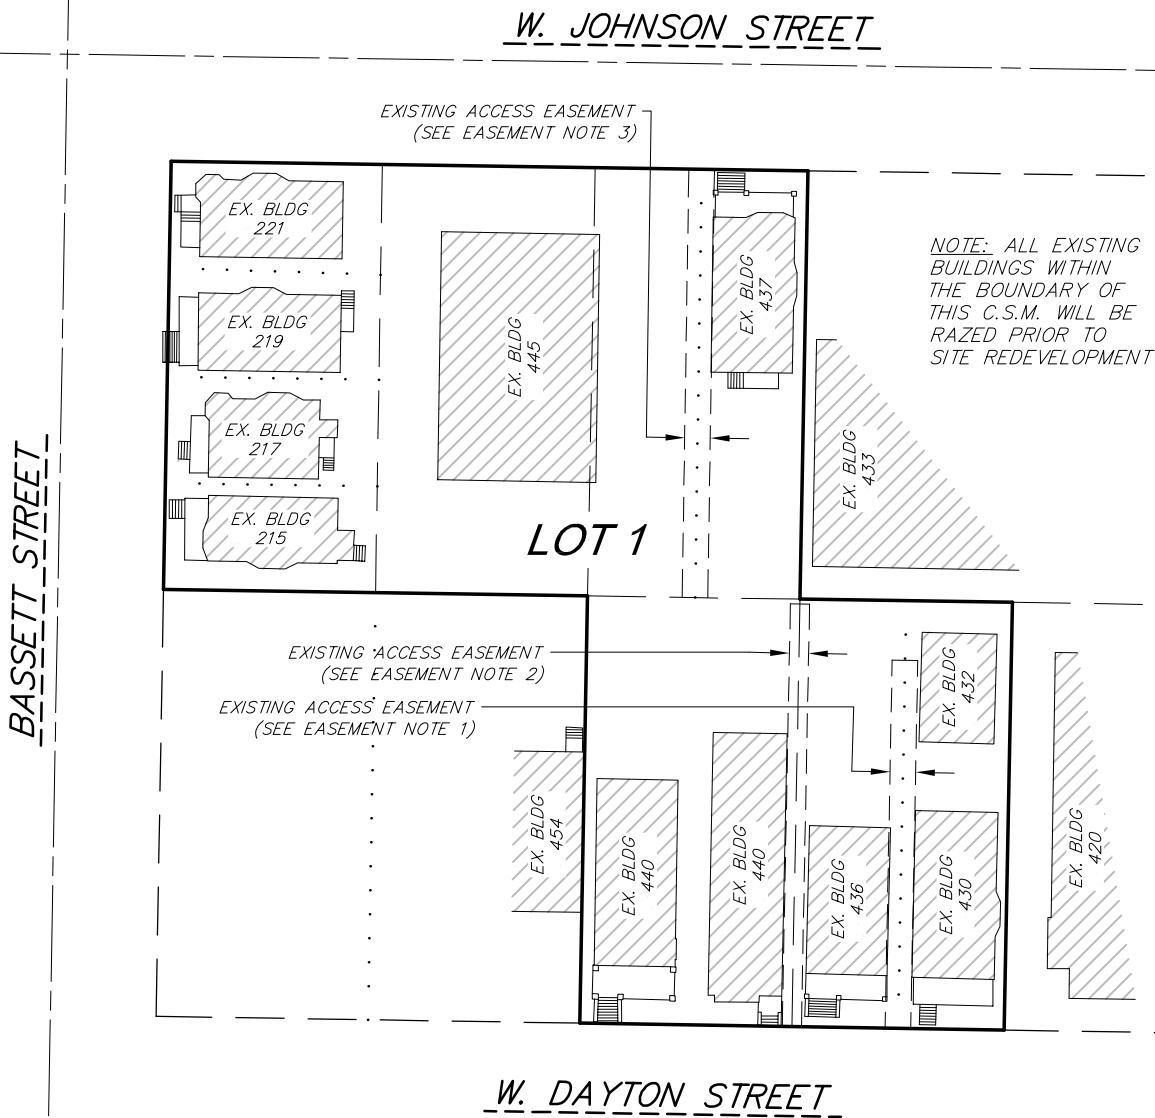 W. JOHNSON STREET
EXISTING ACCESS EASEMENT
(SEE EASEMENT NOTE 3)
EX. BLDG
221
EX. BLDG
219
EX. BLDG
217
EX. BLDG
215
EX. BLDG
445
EX. BLDG
437
NOTE: ALL EXISTING
BUILDINGS WITHIN
THE BOUNDARY OF
THIS C.S.M. WILL BE
RAZED PRIOR TO
SITE REDEVELOPMENT
EX. BLDG
433
LOT 1
BASSETT STREET
EXISTING ACCESS EASEMENT
(SEE EASEMENT NOTE 2)
EXISTING ACCESS EASEMENT
(SEE EASEMENT NOTE 1)
EX. BLDG
432
EX. BLDG
454
EX. BLDG
440
EX. BLDG
440
EX. BLDG
436
EX. BLDG
430
EX. BLDG
420
W. DAYTON STREET